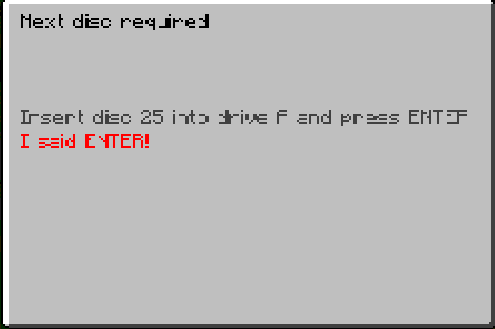 Next disc required
Insert disc 25 into drive A and press ENTER
I said ENTER!